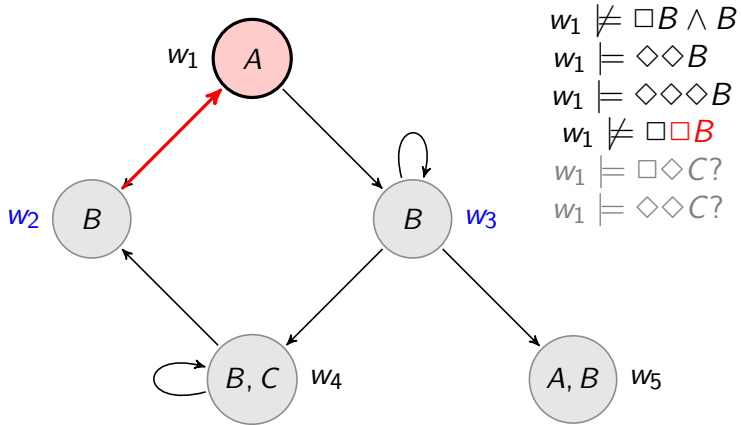 w₁ ⊭ □B ∧ B
w₁ ⊨ ◇◇B
w₁ ⊨ ◇◇◇B
w₁ ⊭ □□B
w₁ ⊨ □◇C?
w₁ ⊨ ◇◇C?
w₁ A
w₂ B
B w₃
B, C w₄
A, B w₅